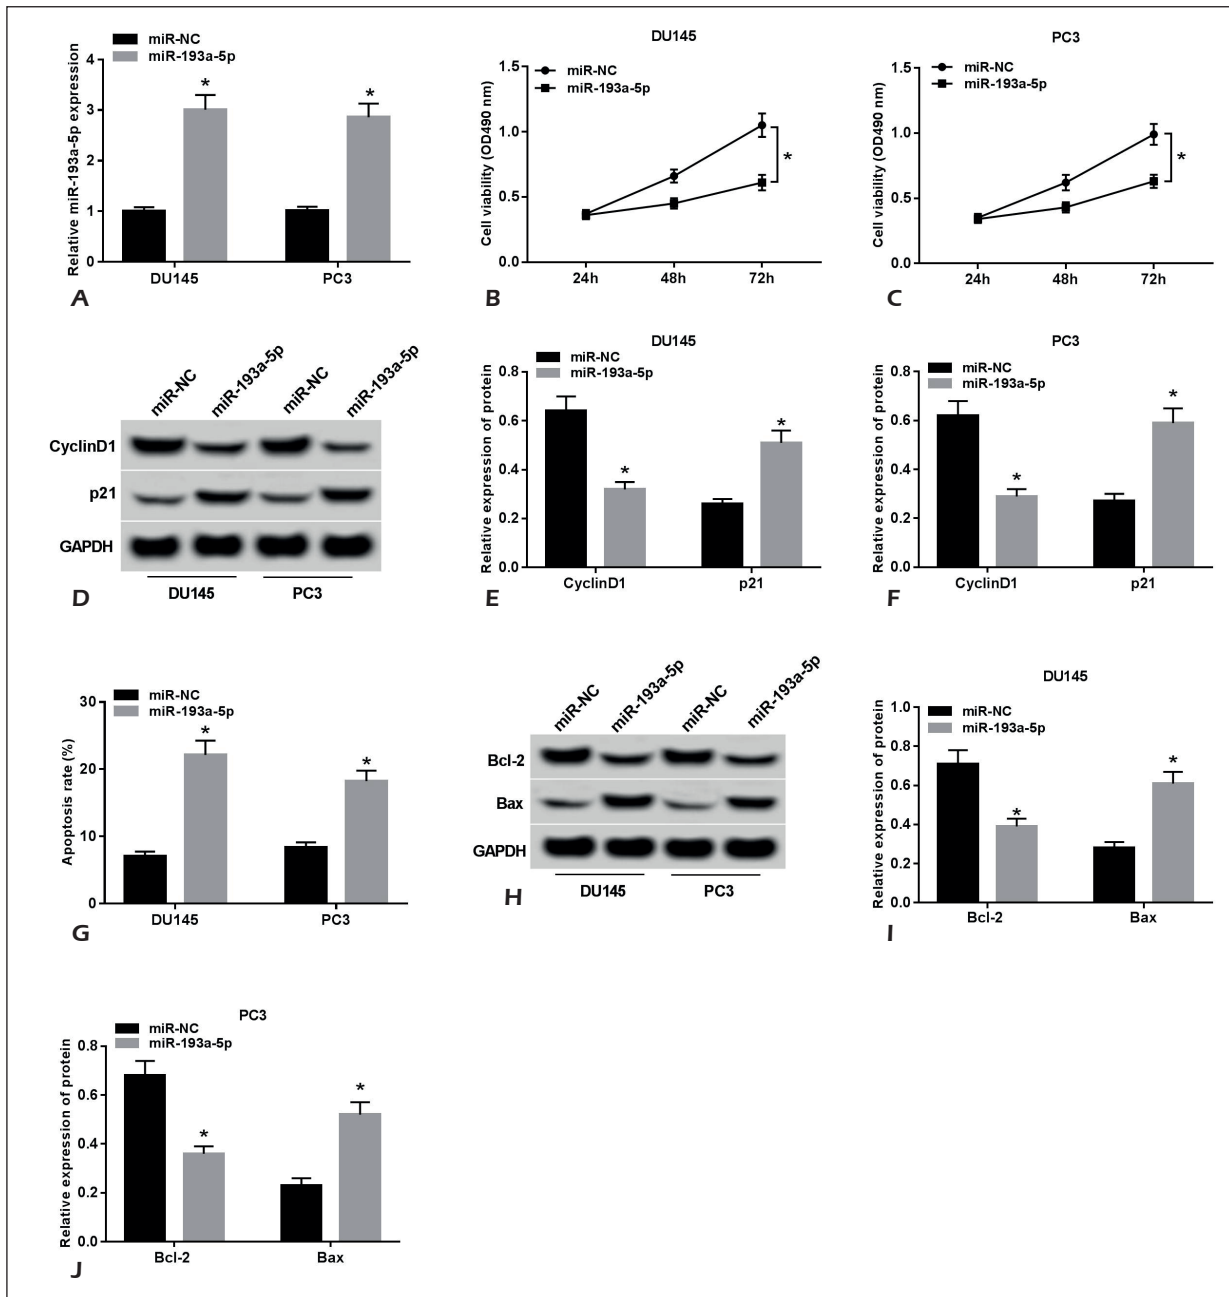 miR-NC
miR-193a-5p
Relative miR-193a-5p expression
4
3
2
1
0
*
*
DU145 PC3
A
DU145
miR-NC
miR-193a-5p
Cell viability (OD490 nm)
1.5
1.0
0.5
0.0
*
24h 48h 72h
B
PC3
miR-NC
miR-193a-5p
Cell viability (OD490 nm)
1.5
1.0
0.5
0.0
*
24h 48h 72h
C
miR-NC miR-193a-5p miR-NC miR-193a-5p
CyclinD1
p21
GAPDH
DU145 PC3
D
DU145
miR-NC
miR-193a-5p
Relative expression of protein
0.8
0.6
0.4
0.2
0.0
*
*
CyclinD1 p21
E
PC3
miR-NC
miR-193a-5p
Relative expression of protein
0.8
0.6
0.4
0.2
0.0
*
*
CyclinD1 p21
F
miR-NC
miR-193a-5p
Apoptosis rate (%)
30
20
10
0
*
*
DU145 PC3
G
miR-NC miR-193a-5p miR-NC miR-193a-5p
Bcl-2
Bax
GAPDH
DU145 PC3
H
DU145
miR-NC
miR-193a-5p
Relative expression of protein
1.0
0.8
0.6
0.4
0.2
0.0
*
*
Bcl-2 Bax
I
PC3
miR-NC
miR-193a-5p
Relative expression of protein
0.8
0.6
0.4
0.2
0.0
*
*
Bcl-2 Bax
J